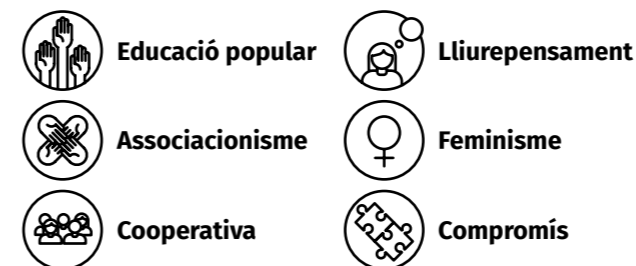 Educació popular
Lliurepensament
Associacionisme
Feminisme
Cooperativa
Compromís